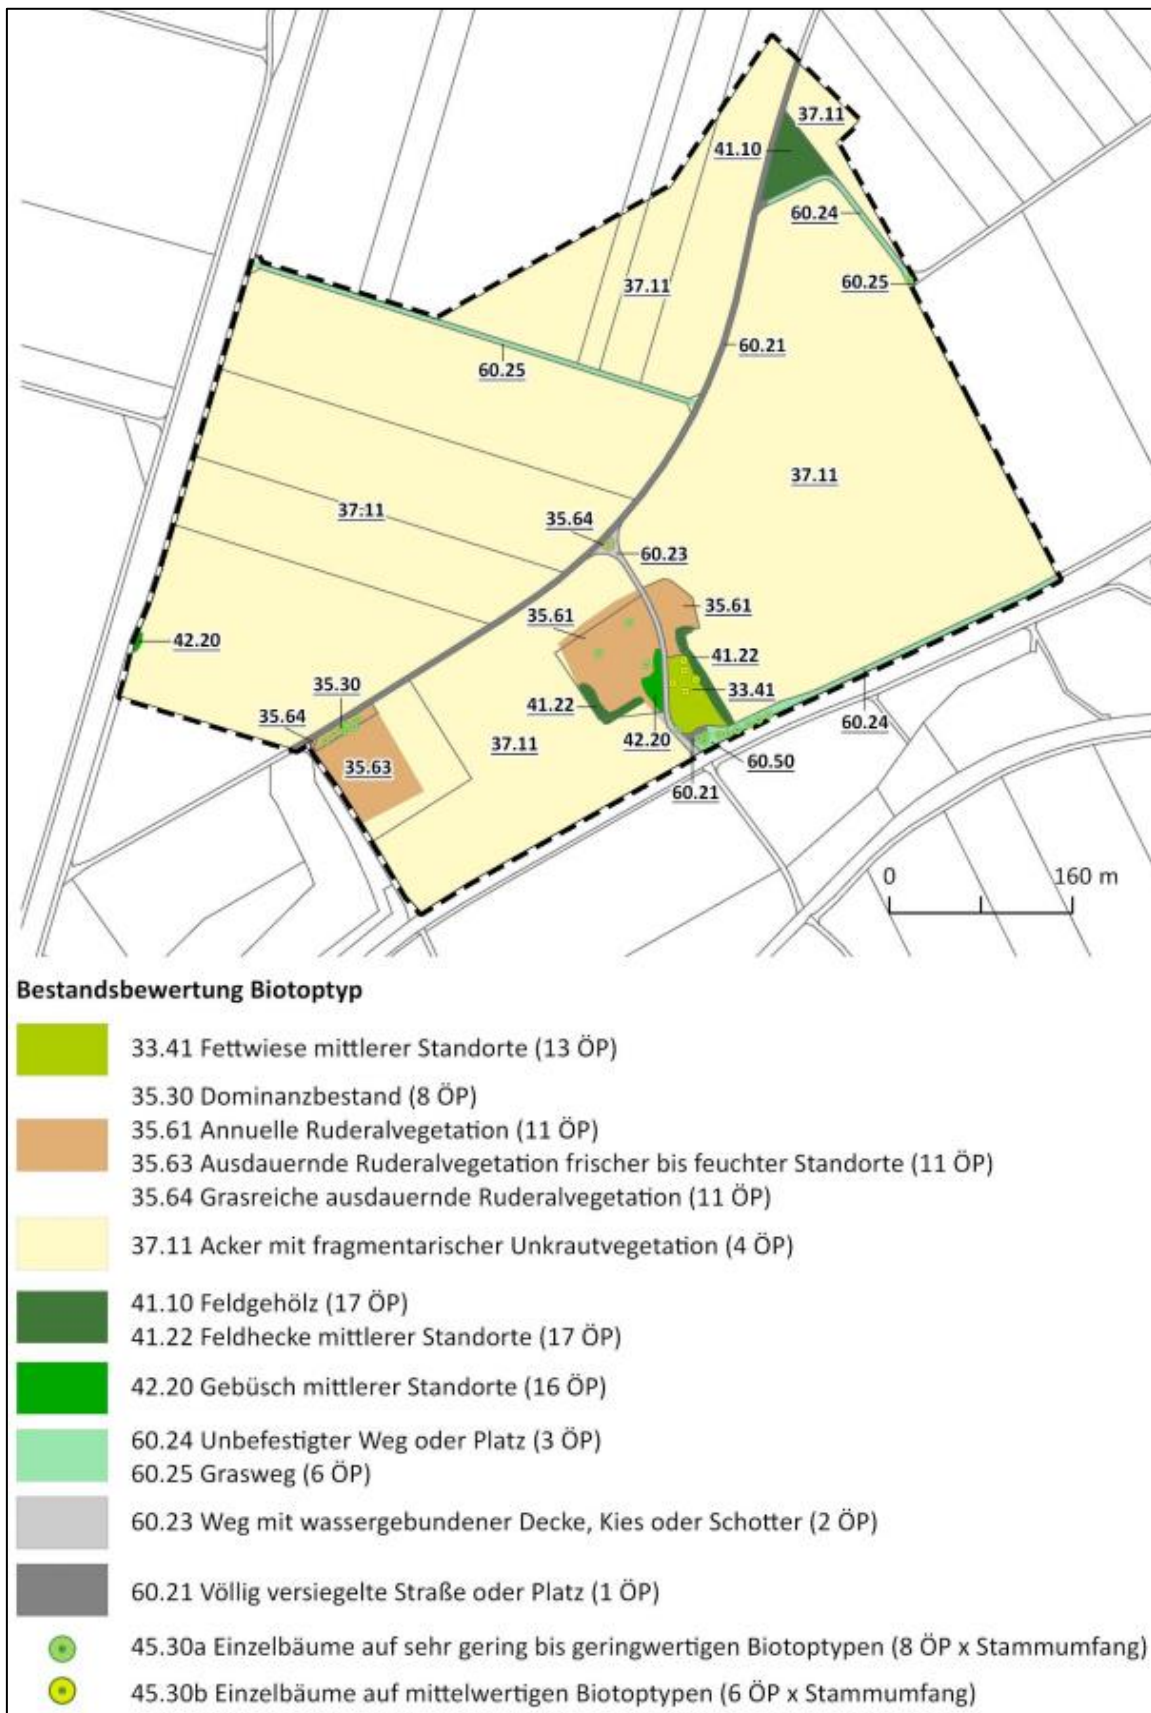 37.11
41.10
60.24
60.25
37.11
60.21
60.25
37.11
37.11
35.64
60.23
35.61
35.61
42.20
41.22
35.30
33.41
41.22
35.64
42.20
60.24
37.11
35.63
60.50
60.21
0 160 m
Bestandsbewertung Biotoptyp
33.41 Fettwiese mittlerer Standorte (13 ÖP)
35.30 Dominanzbestand (8 ÖP)
35.61 Annuelle Ruderalvegetation (11 ÖP)
35.63 Ausdauernde Ruderalvegetation frischer bis feuchter Standorte (11 ÖP)
35.64 Grasreiche ausdauernde Ruderalvegetation (11 ÖP)
37.11 Acker mit fragmentarischer Unkrautvegetation (4 ÖP)
41.10 Feldgehölz (17 ÖP)
41.22 Feldhecke mittlerer Standorte (17 ÖP)
42.20 Gebüsch mittlerer Standorte (16 ÖP)
60.24 Unbefestigter Weg oder Platz (3 ÖP)
60.25 Grasweg (6 ÖP)
60.23 Weg mit wassergebundener Decke, Kies oder Schotter (2 ÖP)
60.21 Völlig versiegelte Straße oder Platz (1 ÖP)
45.30a Einzelbäume auf sehr gering bis geringwertigen Biotoptypen (8 ÖP x Stammumfang)
45.30b Einzelbäume auf mittelwertigen Biotoptypen (6 ÖP x Stammumfang)